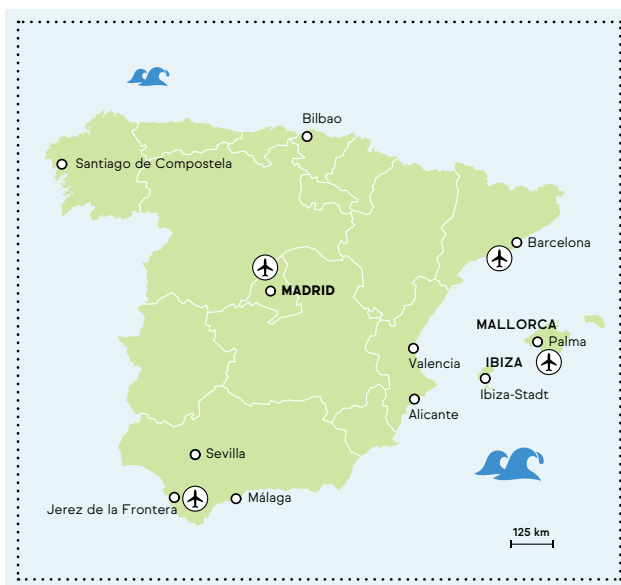 Bilbao
Santiago de Compostela
Barcelona
MADRID
MALLORCA
Palma
Valencia
IBIZA
Ibiza-Stadt
Alicante
Sevilla
Jerez de la Frontera
Málaga
125 km